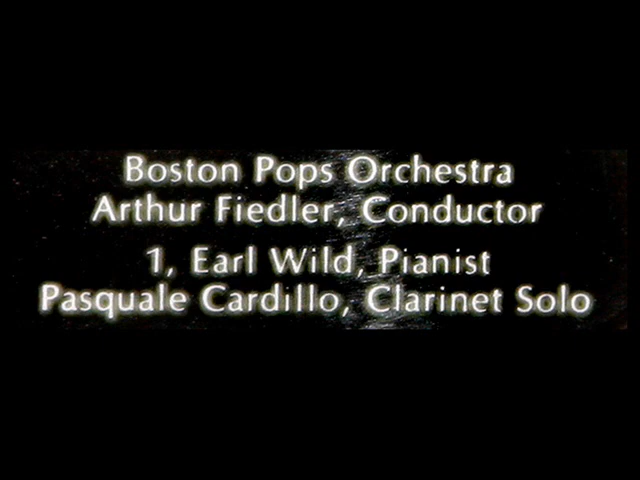 Boston Pops Orchestra
Arthur Fiedler, Conductor
1, Earl Wild, Pianist
Pasquale Cardillo, Clarinet Solo